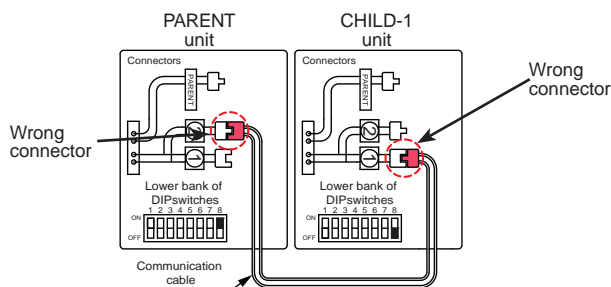 PARENT
unit
CHILD-1
unit
Connectors
PARENT
2
1
Wrong
connector
Lower bank of
DIPswitches
1 2 3 4 5 6 7 8
ON
OFF
Connectors
PARENT
2
1
Wrong
connector
Lower bank of
DIPswitches
1 2 3 4 5 6 7 8
ON
OFF
Communication
cable